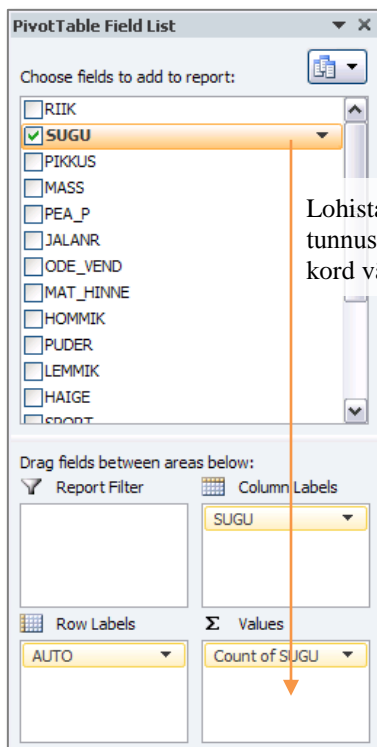 PivotTable Field List
Choose fields to add to report:
RIIK
SUGU
PIKKUS
MASS
PEA_P
JALANR
ODE_VEND
MAT_HINNE
HOMMIK
PUDER
LEMMIK
HAIGE
SPORT
tunnus
kord
Drag fields between areas below:
Report Filter
Column Labels
SUGU
Row Labels
Σ Values
AUTO
Count of SUGU